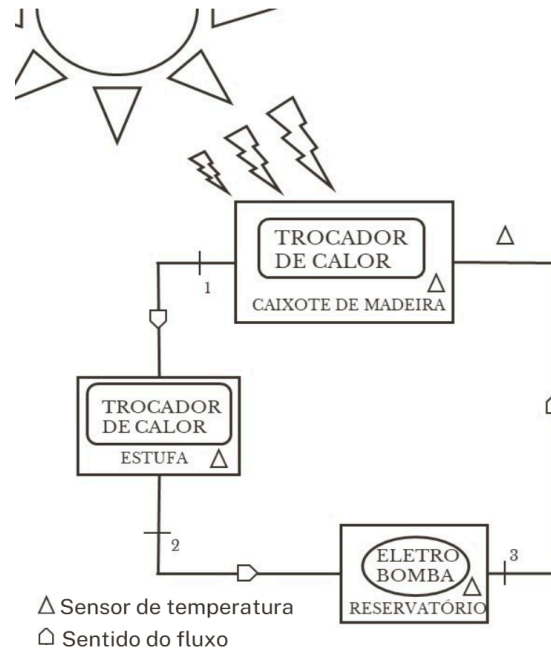 TROCADOR
DE CALOR
CAIXOTE DE MADEIRA
1
TROCADOR
DE CALOR
ESTUFA
2
ELETRO
BOMBA
3
RESERVATÓRIO
Sensor de temperatura
Sentido do fluxo